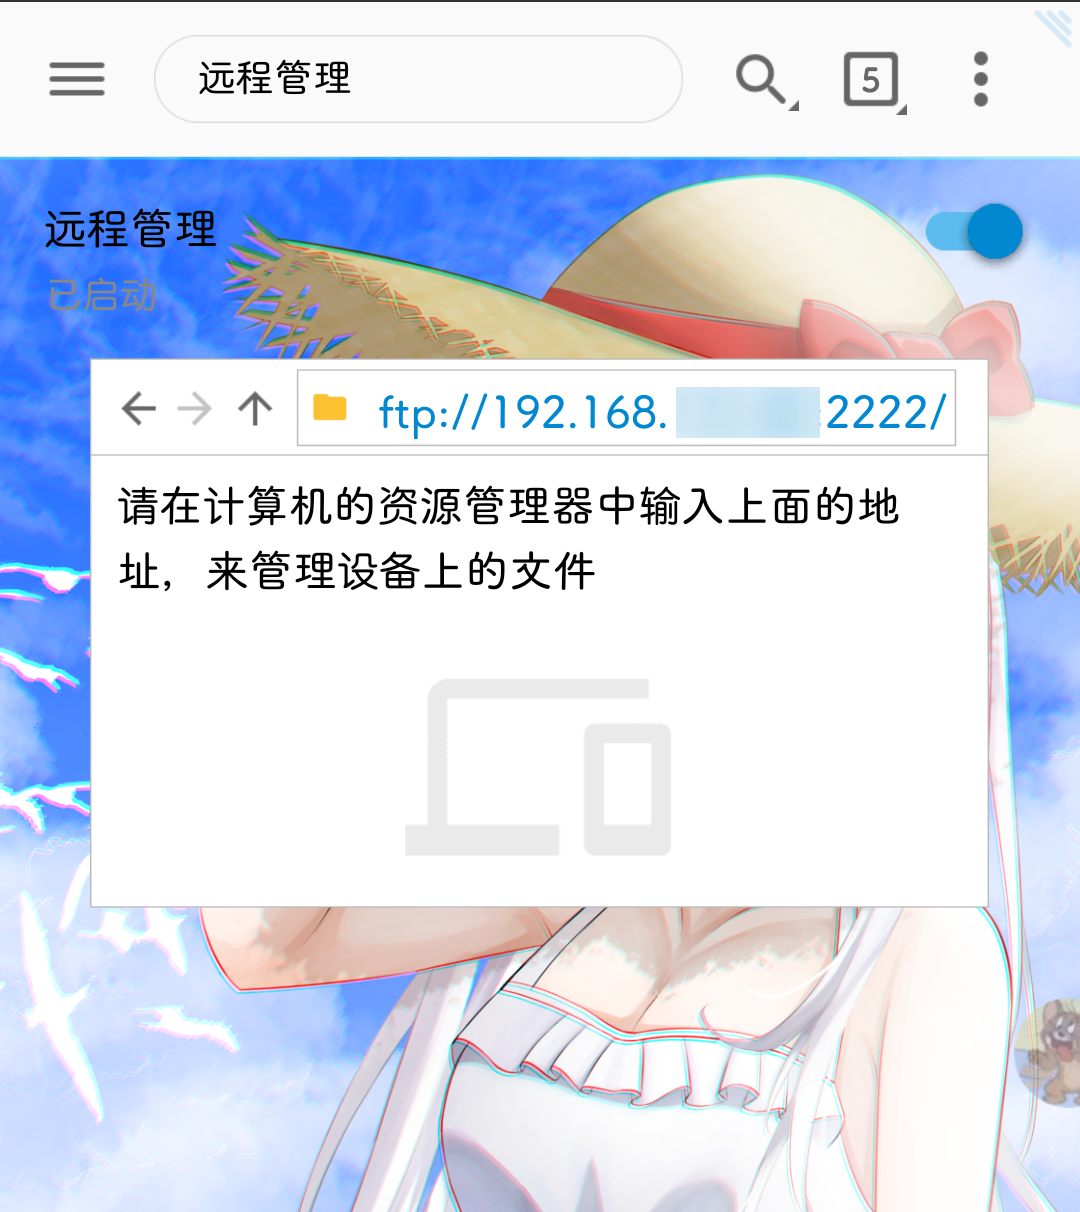 远程管理
5
远程管理
已启动
ftp://192.168. :2222/
请在计算机的资源管理器中输入上面的地
址，来管理设备上的文件